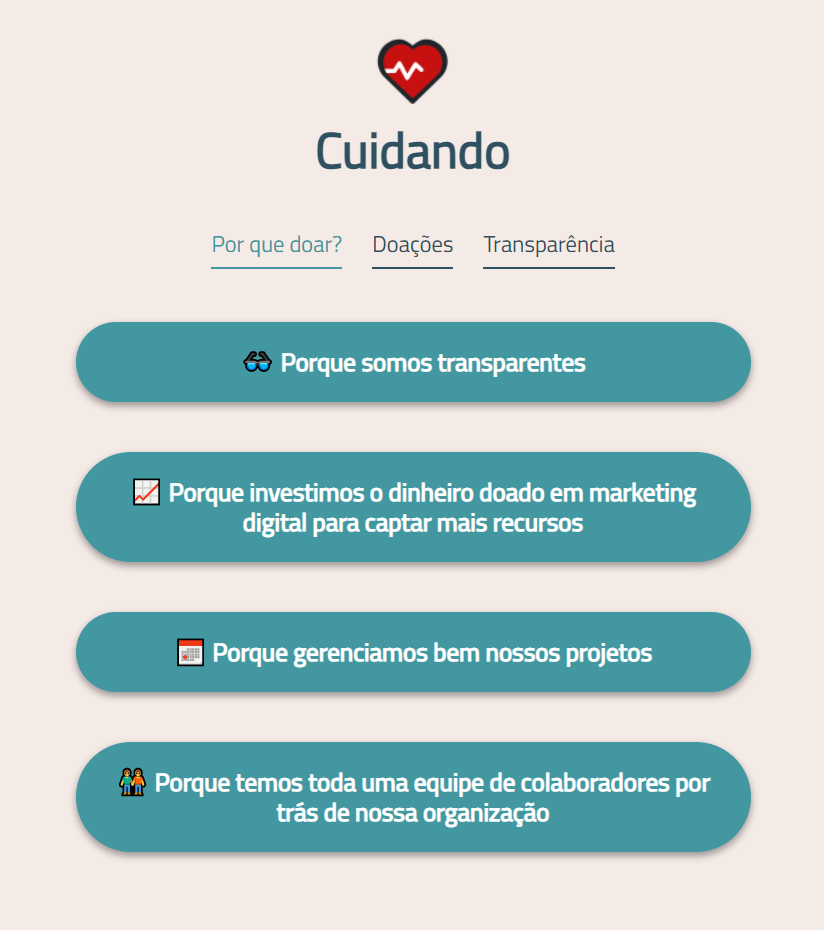 Cuidando
Por que doar? Doações Transparência
Porque somos transparentes
Porque investimos o dinheiro doado em marketing
digital para captar mais recursos
Porque gerenciamos bem nossos projetos
Porque temos toda uma equipe de colaboradores por
trás de nossa organização